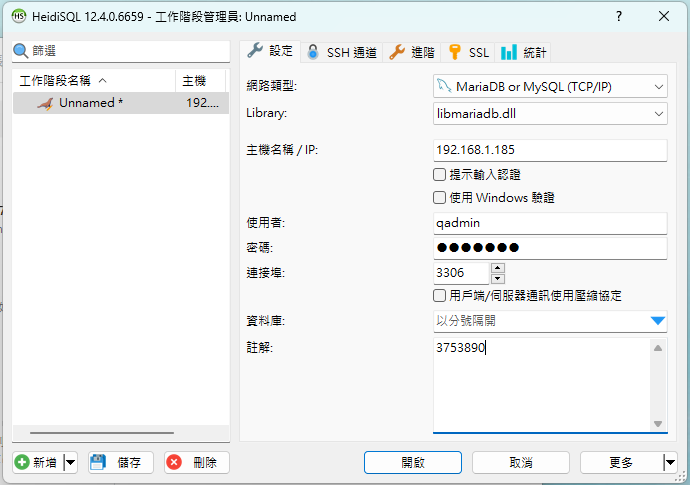 HeidiSQL 12.4.0.6659 - 工作階段管理員: Unnamed
篩選
工作階段名稱 主機
Unnamed * 192....
設定 SSH 通道 進階 SSL 統計
網路類型: MariaDB or MySQL (TCP/IP)
Library: libmariadb.dll
主機名稱 / IP: 192.168.1.185
提示輸入認證
使用 Windows 驗證
使用者: qadmin
密碼: ●●●●●●●
連接埠: 3306
用戶端/伺服器通訊使用壓縮協定
資料庫: 以分號隔開
註解: 3753890
新增 儲存 刪除 開啟 取消 更多